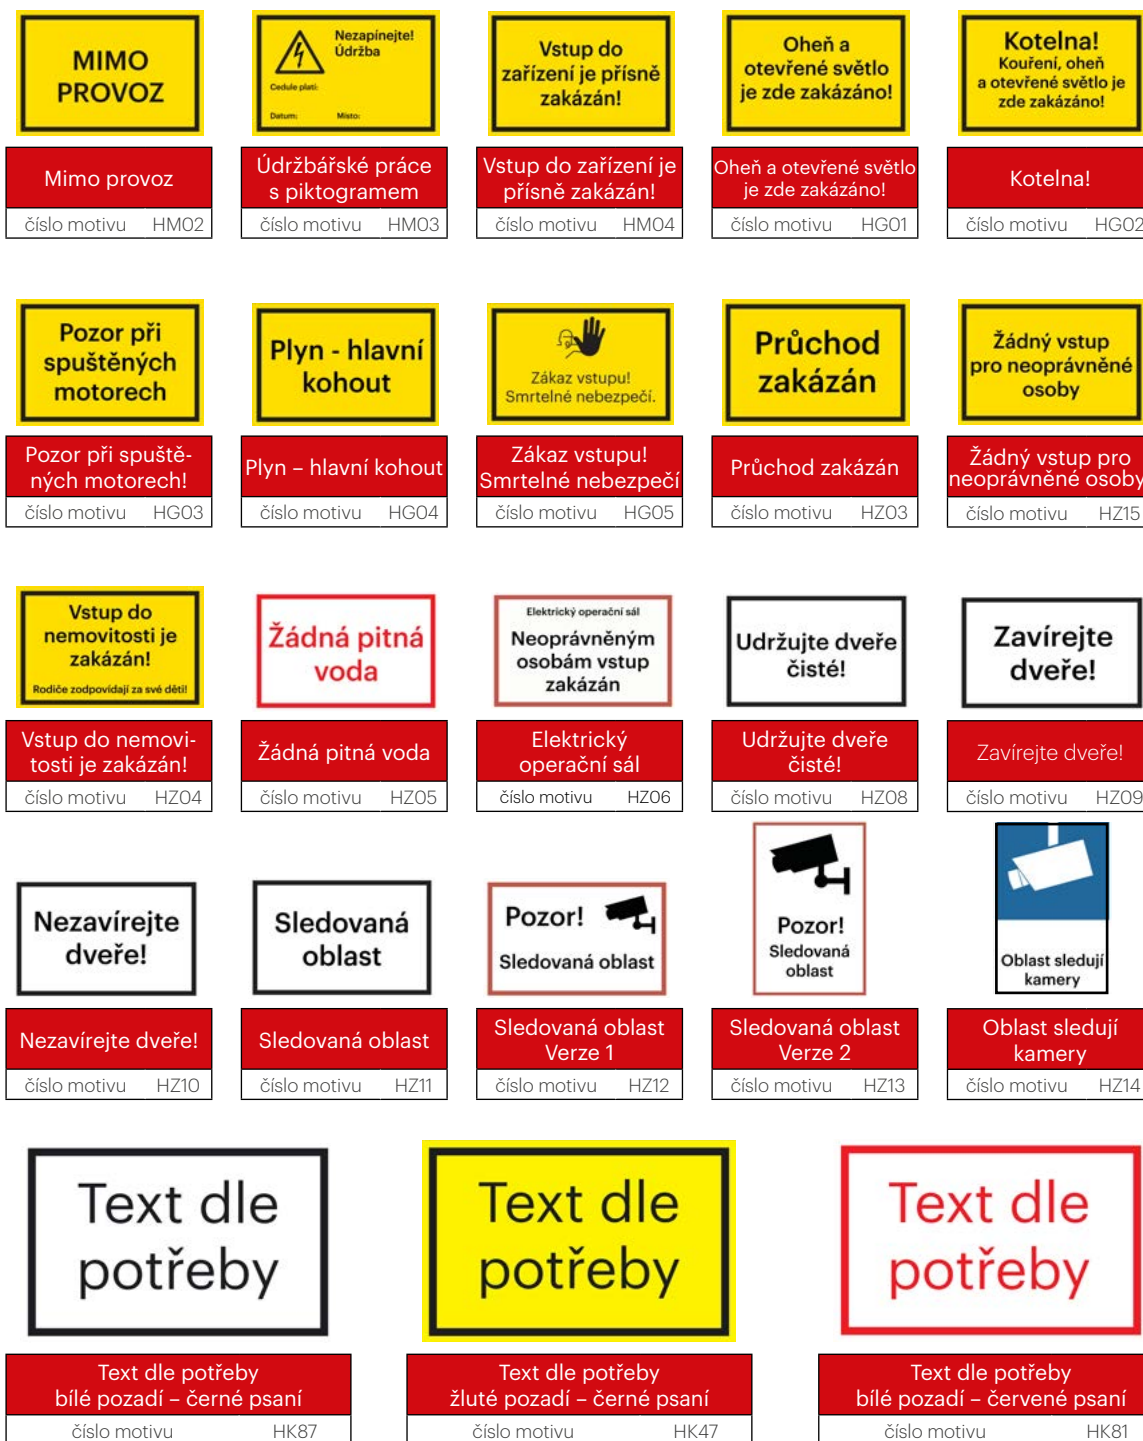 MIMO
PROVOZ
Nezapínejte!
Údržba
Cedule platí:
Datum: Místo:
Vstup do
zařízení je přísně
zakázán!
Oheň a
otevřené světlo
je zde zakázáno!
Kotelna!
Kouření, oheň
a otevřené světlo je
zde zakázáno!
Mimo provoz
číslo motivu HM02
Údržbářské práce
s piktogramem
číslo motivu HM03
Vstup do zařízení je
přísně zakázán!
číslo motivu HM04
Oheň a otevřené světlo
je zde zakázáno!
číslo motivu HG01
Kotelna!
číslo motivu HG02
Pozor při
spuštěných
motorech
Plyn - hlavní
kohout
Zákaz vstupu!
Smrtelné nebezpečí.
Průchod
zakázán
Žádný vstup
pro neoprávněné
osoby
Pozor při spuště-
ných motorech!
číslo motivu HG03
Plyn – hlavní kohout
číslo motivu HG04
Zákaz vstupu!
Smrtelné nebezpečí
číslo motivu HG05
Průchod zakázán
číslo motivu HZ03
Žádný vstup pro
neoprávněné osoby
číslo motivu HZ15
Vstup do
nemovitosti je
zakázán!
Rodiče zodpovídají za své děti!
Žádná pitná
voda
Elektrický operační sál
Neoprávněným
osobám vstup
zakázán
Udržujte dveře
čisté!
Zavírejte
dveře!
Vstup do nemovi-
tosti je zakázán!
číslo motivu HZ04
Žádná pitná voda
číslo motivu HZ05
Elektrický
operační sál
číslo motivu HZ06
Udržujte dveře
čisté!
číslo motivu HZ08
Zavírejte dveře!
číslo motivu HZ09
Nezavírejte
dveře!
Sledovaná
oblast
Pozor!
Sledovaná oblast
Pozor!
Sledovaná
oblast
Oblast sledují
kamery
Nezavírejte dveře!
číslo motivu HZ10
Sledovaná oblast
číslo motivu HZ11
Sledovaná oblast
Verze 1
číslo motivu HZ12
Sledovaná oblast
Verze 2
číslo motivu HZ13
Oblast sledují
kamery
číslo motivu HZ14
Text dle
potřeby
Text dle
potřeby
Text dle
potřeby
Text dle potřeby
bílé pozadí – černé psaní
číslo motivu HK87
Text dle potřeby
žluté pozadí – černé psaní
číslo motivu HK47
Text dle potřeby
bílé pozadí – červené psaní
číslo motivu HK81